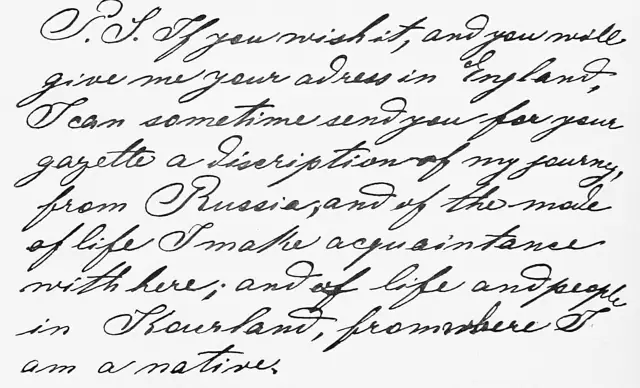 P. S. If you wish it, and you will
give me your adress in England,
I can sometime send you for your
gazette a discription of my journey,
from Russia, and of the mode
of life I make acquaintance
with here; and of life and people
in Kourland, from where I
am a native.